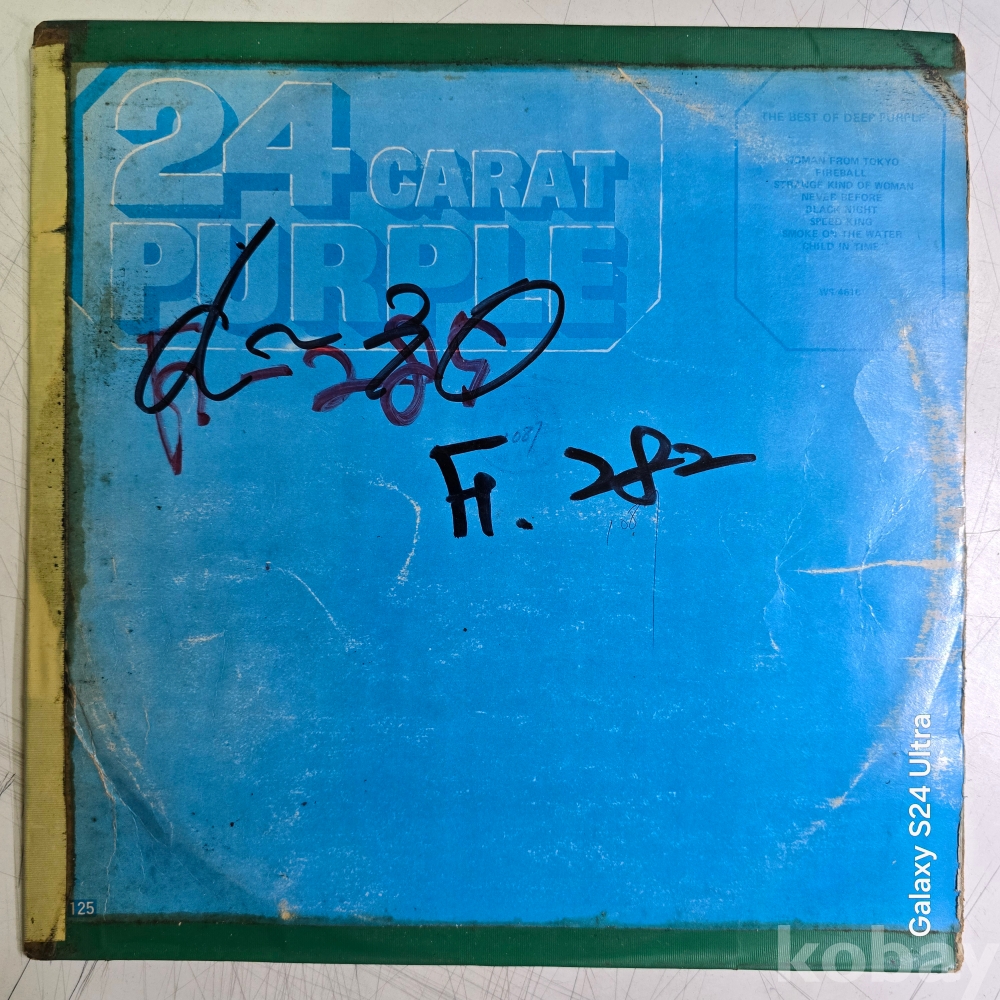 24 CARAT
PURPLE
THE BEST OF DEEP PURPLE
WOMAN FROM TOKYO
FIREBALL
STRANGE KIND OF WOMAN
NEVER BEFORE
BLACK NIGHT
SPEED KING
SMOKE ON THE WATER
CHILD IN TIME
F. 282
125
Galaxy S24 Ultra
kobay